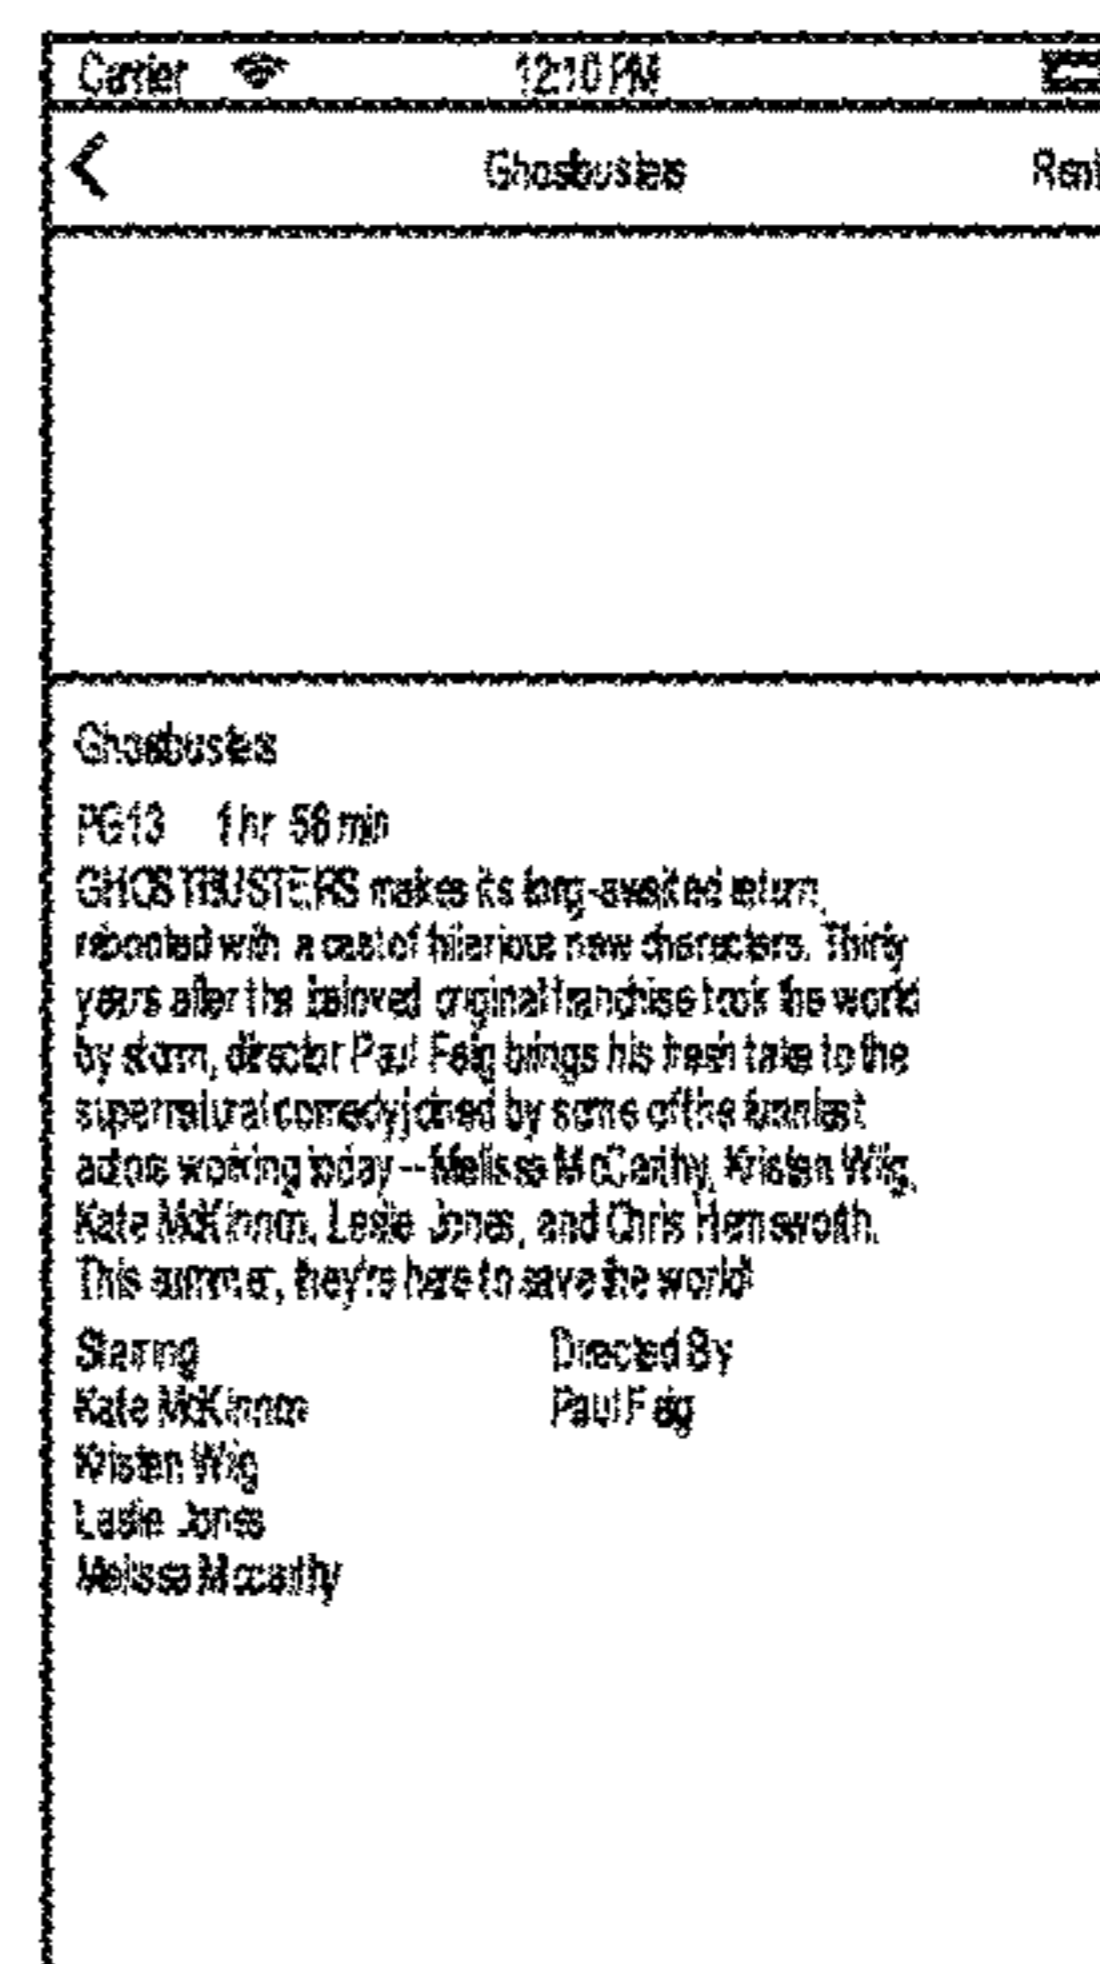 Carrier 12:10 PM
Ghostbusters Rent
Ghostbusters
PG13 1 hr 56 min
GHOSTBUSTERS makes its long-awaited return,
rebooted with a cast of hilarious new characters. Thirty
years after the beloved original franchise took the world
by storm, director Paul Feig brings his fresh take to the
supernatural comedy joined by some of the funniest
actors working today -- Melissa McCarthy, Kristen Wiig,
Kate McKinnon, Leslie Jones, and Chris Hemsworth.
This summer, they're here to save the world!
Starring Directed By
Kate McKinnon Paul Feig
Kristen Wiig
Leslie Jones
Melissa Mccarthy